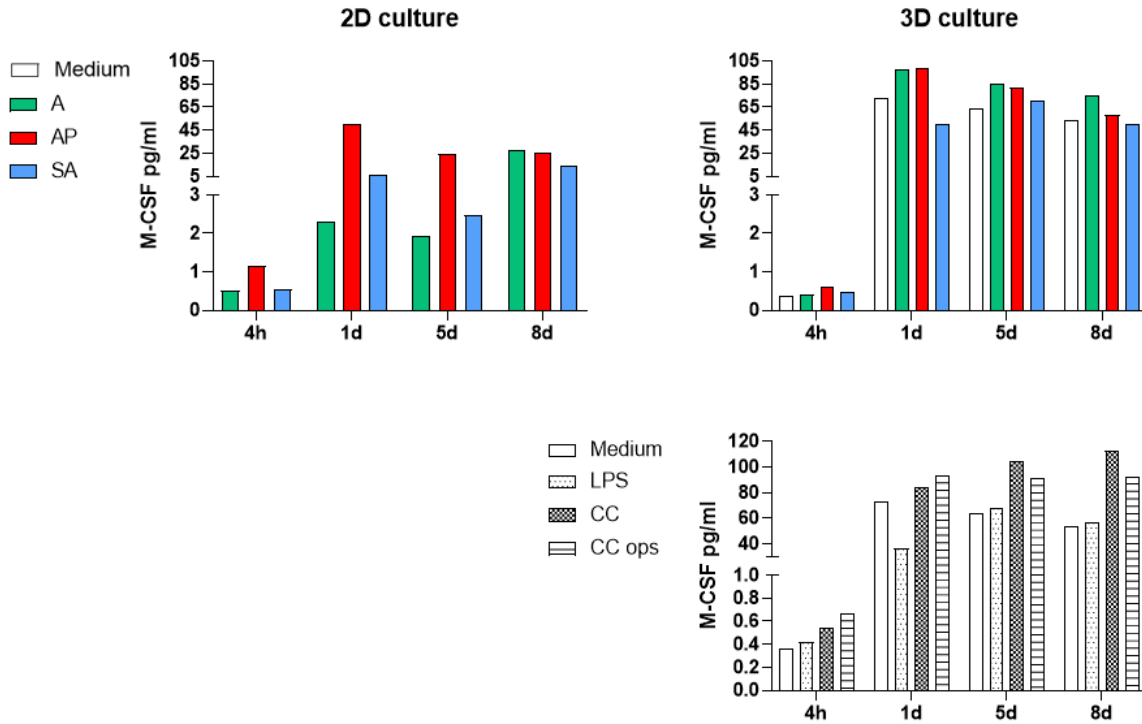 2D culture
Medium
A
AP
SA
M-CSF pg/ml
105
85
65
45
25
5
3
2
1
0
4h 1d 5d 8d
3D culture
M-CSF pg/ml
105
85
65
45
25
5
3
2
1
0
4h 1d 5d 8d
Medium
LPS
CC
CC ops
M-CSF pg/ml
120
100
80
60
40
1.0
0.8
0.6
0.4
0.2
0.0
4h 1d 5d 8d